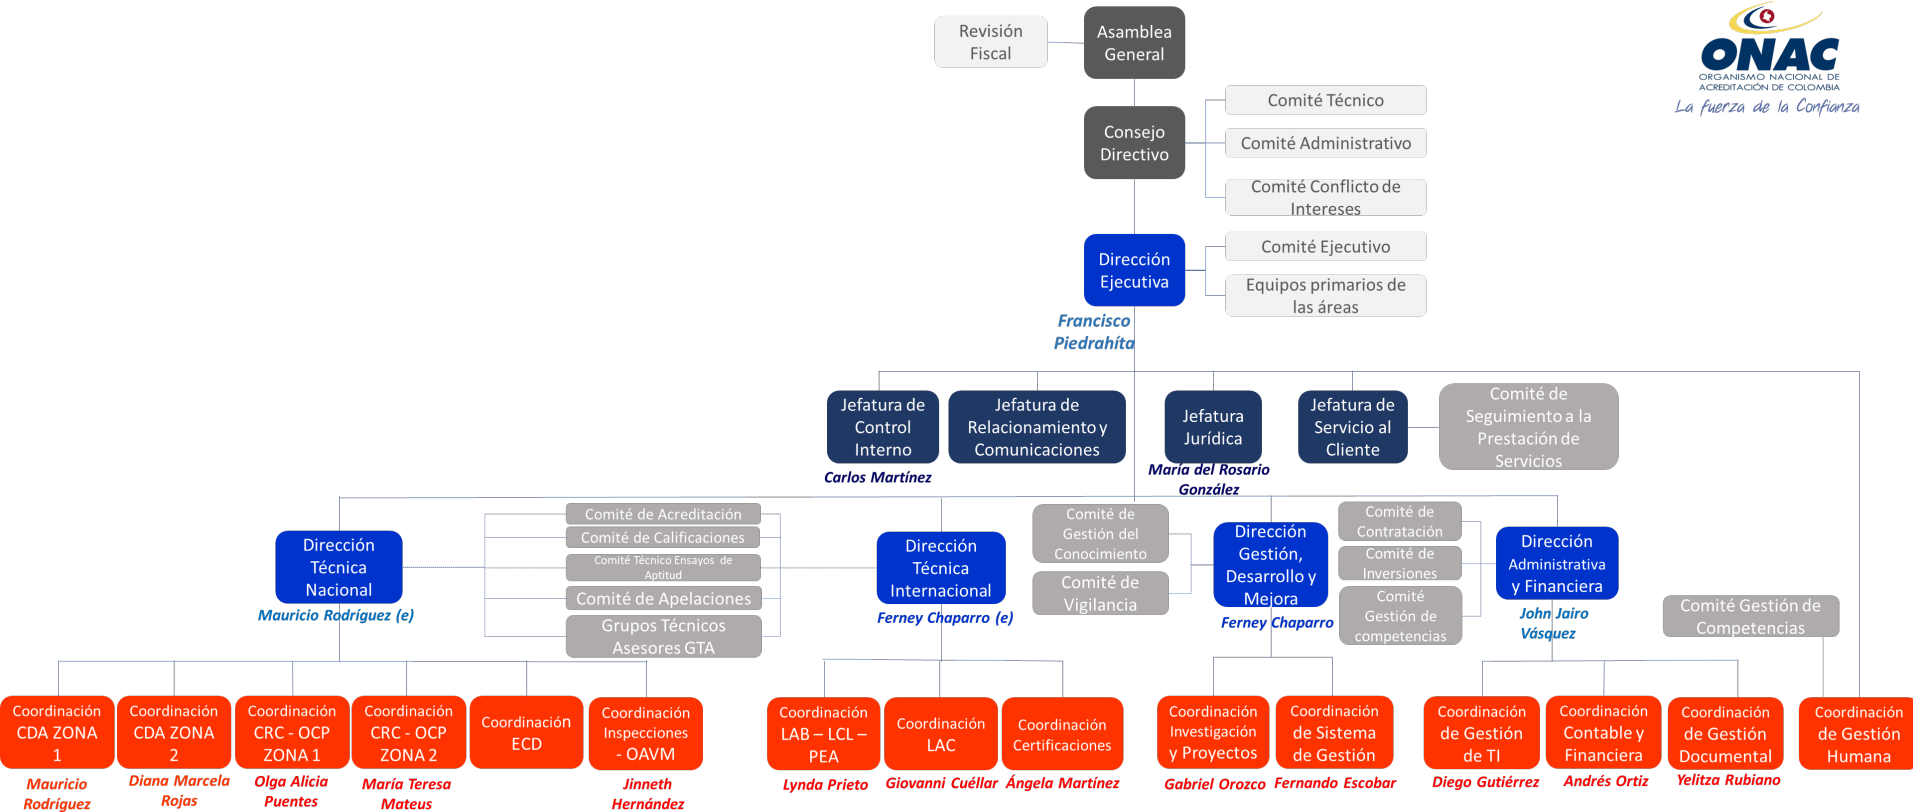 Revisión
Fiscal
Asamblea
General
ONAC
ORGANISMO NACIONAL DE
ACREDITACIÓN DE COLOMBIA
La fuerza de la Confianza
Consejo
Directivo
Comité Técnico
Comité Administrativo
Comité Conflicto de
Intereses
Dirección
Ejecutiva
Comité Ejecutivo
Equipos primarios de
las áreas
Francisco
Piedrahíta
Jefatura de
Control
Interno
Carlos Martínez
Jefatura de
Relacionamiento y
Comunicaciones
Jefatura
Jurídica
María del Rosario
González
Jefatura de
Servicio al
Cliente
Comité de
Seguimiento a la
Prestación de
Servicios
Dirección
Técnica
Nacional
Mauricio Rodríguez (e)
Comité de Acreditación
Comité de Calificaciones
Comité Técnico Ensayos de
Aptitud
Comité de Apelaciones
Grupos Técnicos
Asesores GTA
Dirección
Técnica
Internacional
Ferney Chaparro (e)
Comité de
Gestión del
Conocimiento
Comité de
Vigilancia
Dirección
Gestión,
Desarrollo y
Mejora
Ferney Chaparro
Comité de
Contratación
Comité de
Inversiones
Comité
Gestión de
competencias
Dirección
Administrativa
y Financiera
John Jairo
Vásquez
Comité Gestión de
Competencias
Coordinación
CDA ZONA
1
Mauricio
Rodríguez
Coordinación
CDA ZONA
2
Diana Marcela
Rojas
Coordinación
CRC - OCP
ZONA 1
Olga Alicia
Puentes
Coordinación
CRC - OCP
ZONA 2
María Teresa
Mateus
Coordinación
ECD
Coordinación
Inspecciones
- OAVM
Jinneth
Hernández
Coordinación
LAB – LCL –
PEA
Lynda Prieto
Coordinación
LAC
Giovanni Cuéllar
Coordinación
Certificaciones
Ángela Martínez
Coordinación
Investigación
y Proyectos
Gabriel Orozco
Coordinación
de Sistema
de Gestión
Fernando Escobar
Coordinación
de Gestión
de TI
Diego Gutiérrez
Coordinación
Contable y
Financiera
Andrés Ortiz
Coordinación
de Gestión
Documental
Yelitza Rubiano
Coordinación
de Gestión
Humana